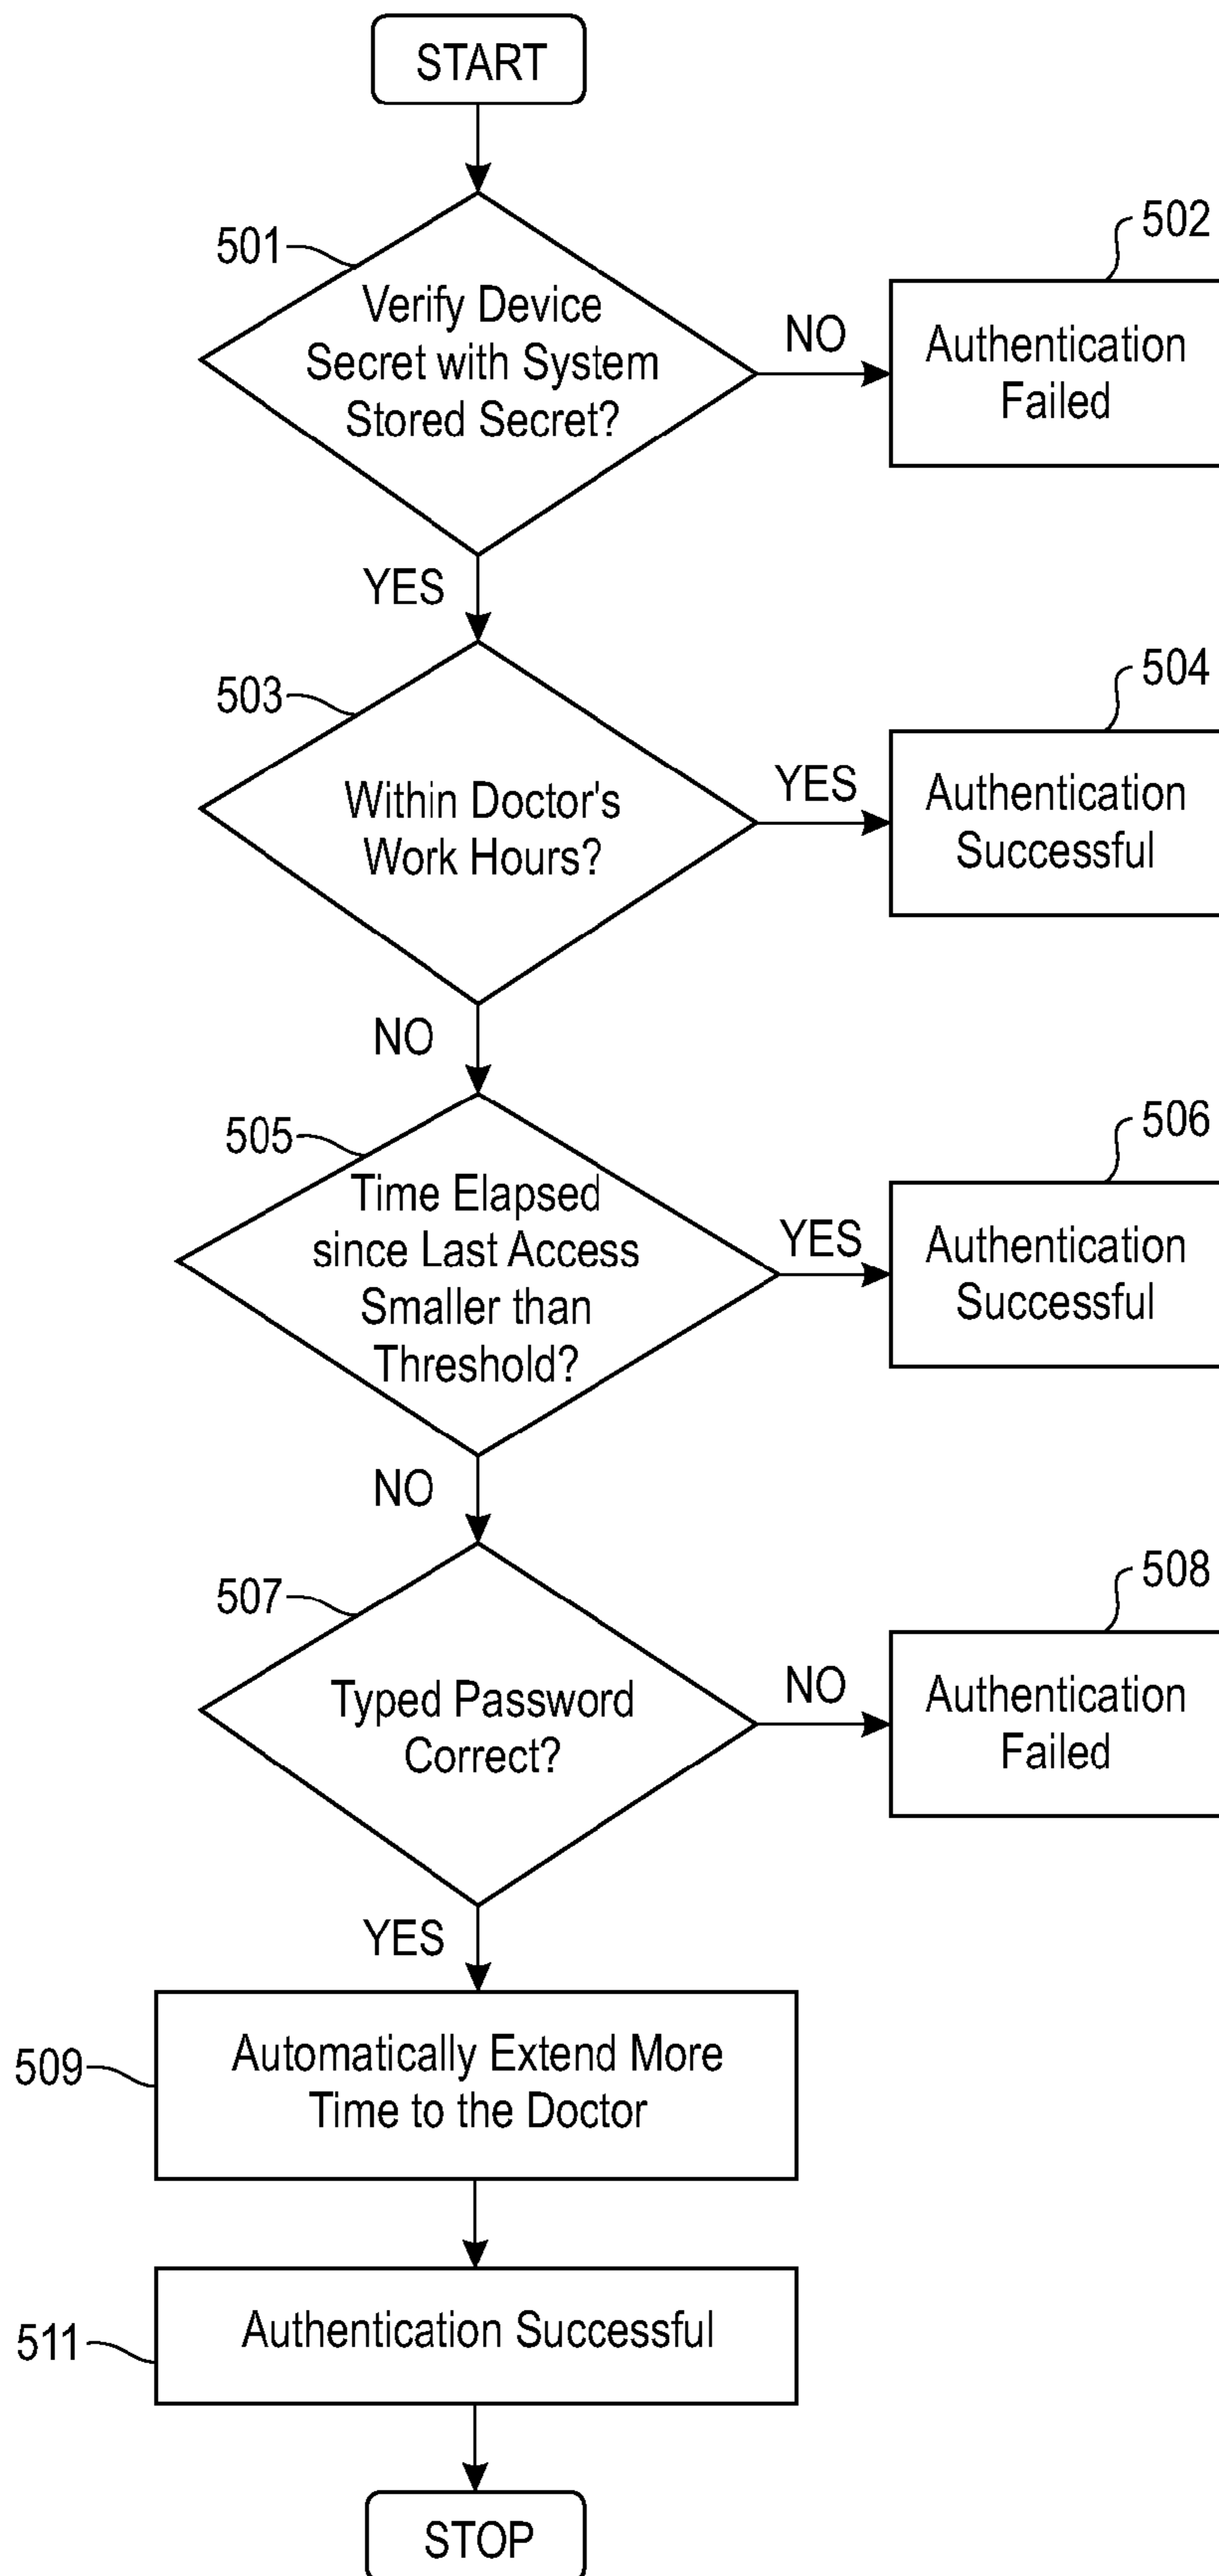 START
501
Verify Device
Secret with System
Stored Secret?
NO
502
Authentication
Failed
YES
503
Within Doctor's
Work Hours?
YES
504
Authentication
Successful
NO
505
Time Elapsed
since Last Access
Smaller than
Threshold?
YES
506
Authentication
Successful
NO
507
Typed Password
Correct?
NO
508
Authentication
Failed
YES
509
Automatically Extend More
Time to the Doctor
511
Authentication Successful
STOP